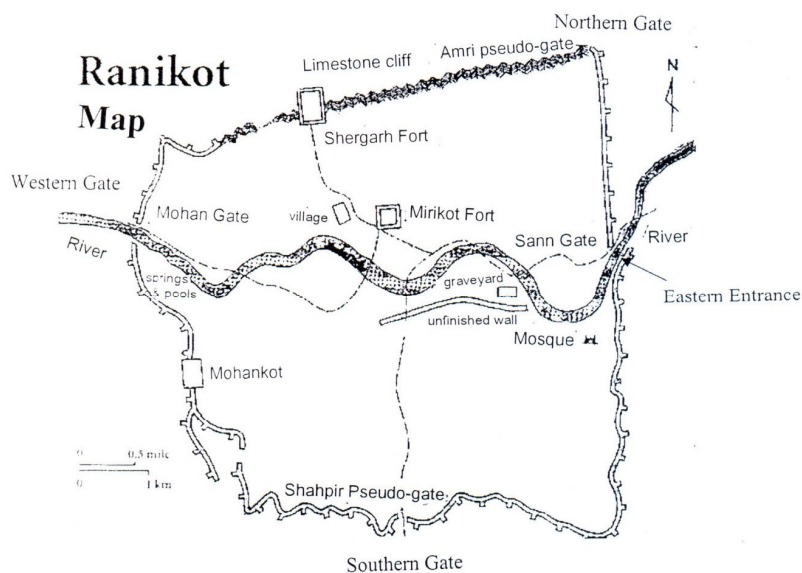 Northern Gate
Ranikot
Map
Limestone cliff
Amri pseudo-gate
N
Shergarh Fort
Western Gate
Mohan Gate
village
Mirikot Fort
Sann Gate
River
River
springs
& pools
graveyard
Eastern Entrance
unfinished wall
Mosque
Mohankot
0
0.5 mile
0
1 km
Shahpir Pseudo-gate
Southern Gate